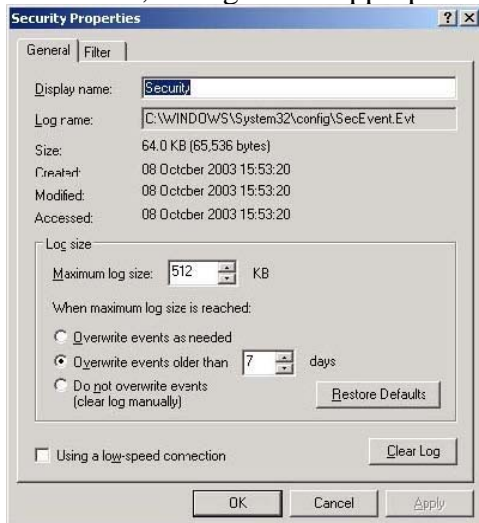 Security Properties
General Filter
Display name: Security
Log name: C:\WINDOWS\System32\config\SecEvent.Evt
Size: 64.0 KB (65,536 bytes)
Created: 08 October 2003 15:53:20
Modified: 08 October 2003 15:53:20
Accessed: 08 October 2003 15:53:20
Log size
Maximum log size: 512 KB
When maximum log size is reached:
Overwrite events as needed
Overwrite events older than 7 days
Do not overwrite events
(clear log manually)
Restore Defaults
Using a low-speed connection
Clear Log
OK Cancel Apply